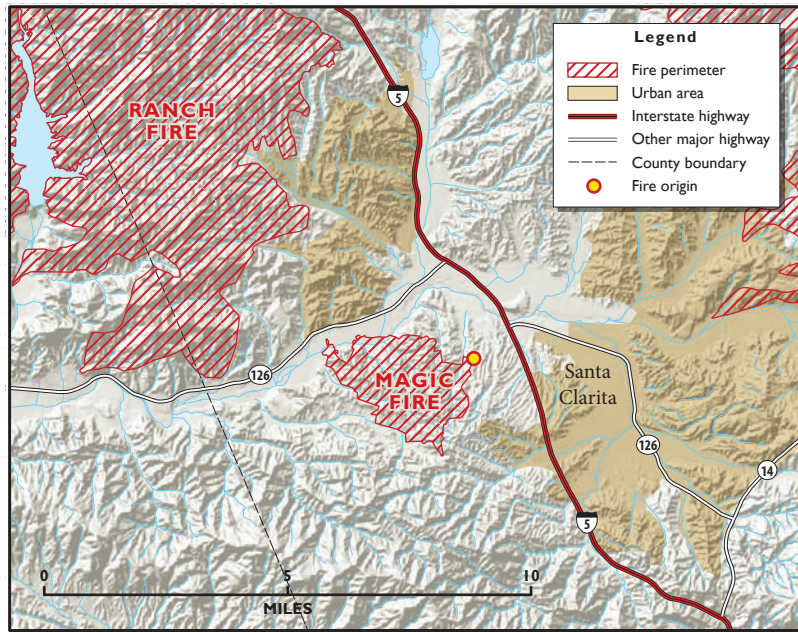 Legend
Fire perimeter
Urban area
Interstate highway
Other major highway
County boundary
Fire origin
5
RANCH
FIRE
126
MAGIC
FIRE
Santa
Clarita
126
14
5
0 5 10
MILES